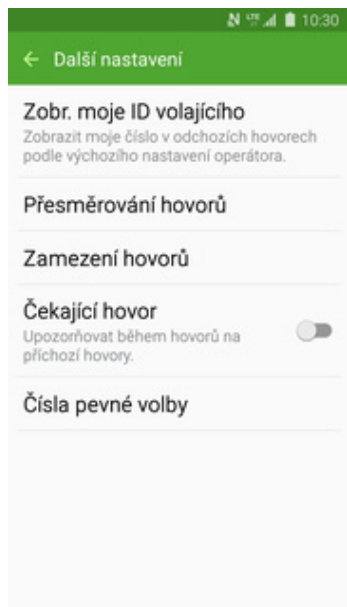 LTE 10:30
Další nastavení
Zobr. moje ID volajícího
Zobrazit moje číslo v odchozích hovorech
podle výchozího nastavení operátora.
Přesměrování hovorů
Zamezení hovorů
Čekající hovor
Upozorňovat během hovorů na
příchozí hovory.
Čísla pevné volby